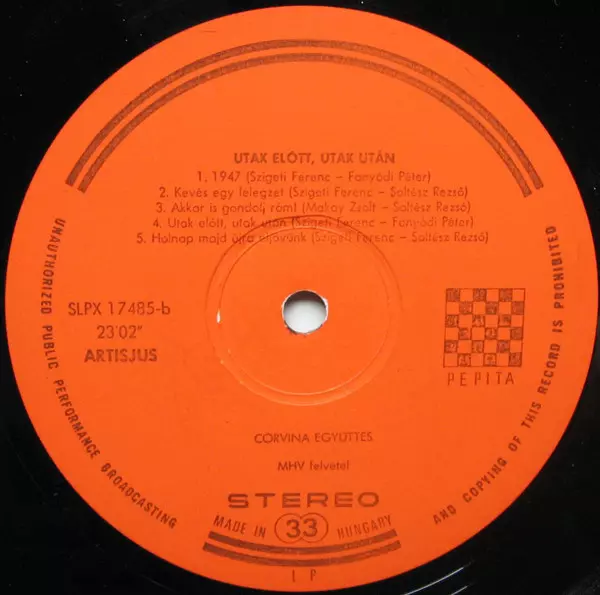 UTAK ELŐTT, UTAK UTÁN
1. 1947 (Szigeti Ferenc – Fanyódi Péter)
2. Kevés egy lélegzet (Szigeti Ferenc – Soltész Rezső)
3. Akkor is gondolj rám! (Makay Zsolt – Soltész Rezső)
4. Utak előtt, utak után (Szigeti Ferenc – Fanyódi Péter)
5. Holnap majd újra eljövünk (Szigeti Ferenc – Soltész Rezső)
SLPX 17485-b
23'02"
ARTISJUS
PEPITA
CORVINA EGYÜTTES
MHV felvétel
STEREO
MADE IN 33 HUNGARY
LP
UNAUTHORIZED PUBLIC PERFORMANCE BROADCASTING AND COPYING OF THIS RECORD IS PROHIBITED